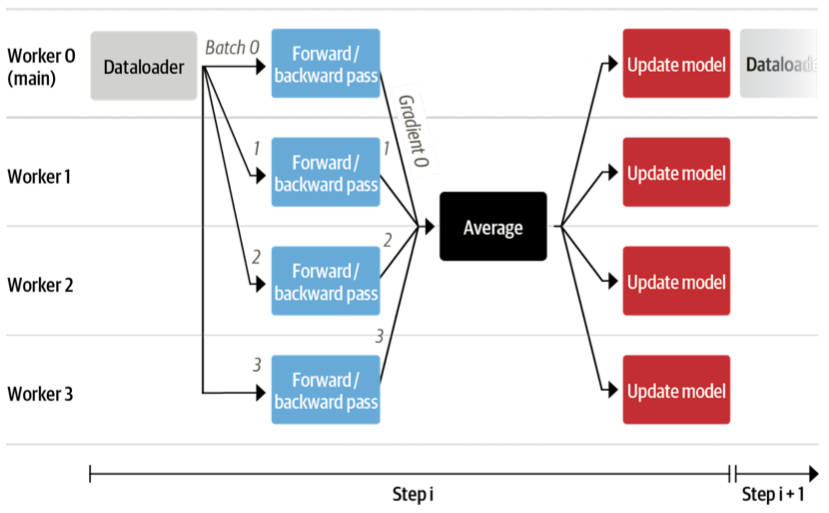 Worker 0
(main)
Dataloader
Batch 0
Forward/
backward pass
Gradient 0
Update model
Dataloade
Worker 1
1
Forward/
backward pass
1
Update model
Average
Worker 2
2
Forward/
backward pass
2
Update model
Worker 3
3
Forward/
backward pass
3
Update model
Step i
Step i + 1